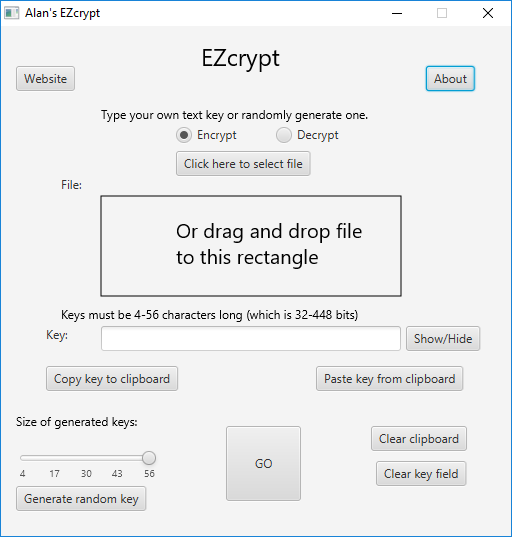 Alan's EZcrypt
EZcrypt
Website
About
Type your own text key or randomly generate one.
Encrypt
Decrypt
Click here to select file
File:
Or drag and drop file
to this rectangle
Keys must be 4-56 characters long (which is 32-448 bits)
Key:
Show/Hide
Copy key to clipboard
Paste key from clipboard
Size of generated keys:
4 17 30 43 56
Generate random key
GO
Clear clipboard
Clear key field